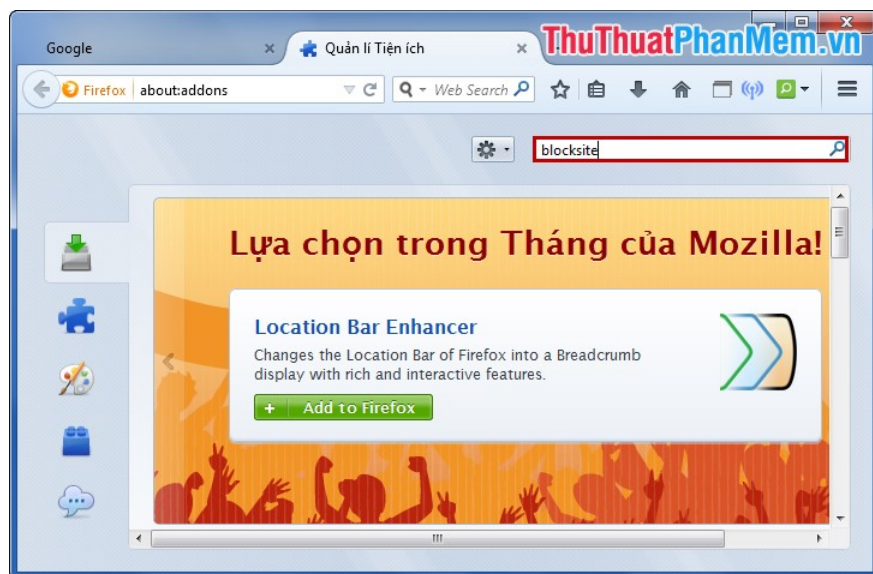 ThuThuatPhanMem.vn
Google
Quản lí Tiện ích
Firefox
about:addons
Web Search
blocksite
Lựa chọn trong Tháng của Mozilla!
Location Bar Enhancer
Changes the Location Bar of Firefox into a Breadcrumb
display with rich and interactive features.
+ Add to Firefox